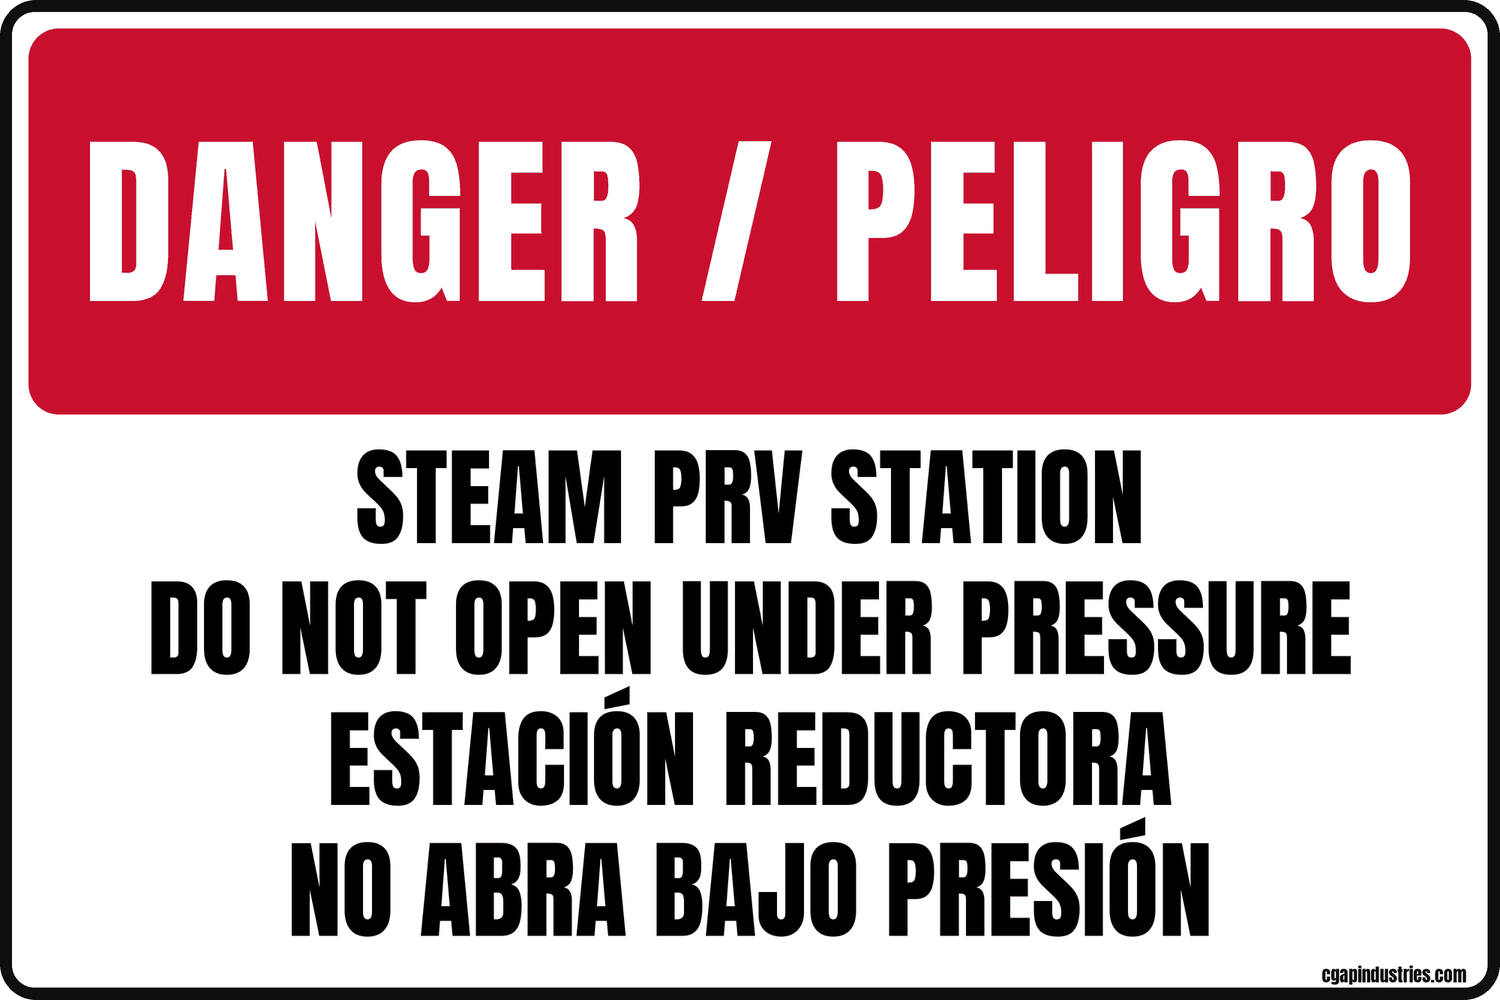 DANGER / PELIGRO
STEAM PRV STATION
DO NOT OPEN UNDER PRESSURE
ESTACIÓN REDUCTORA
NO ABRA BAJO PRESIÓN
cgapindustries.com